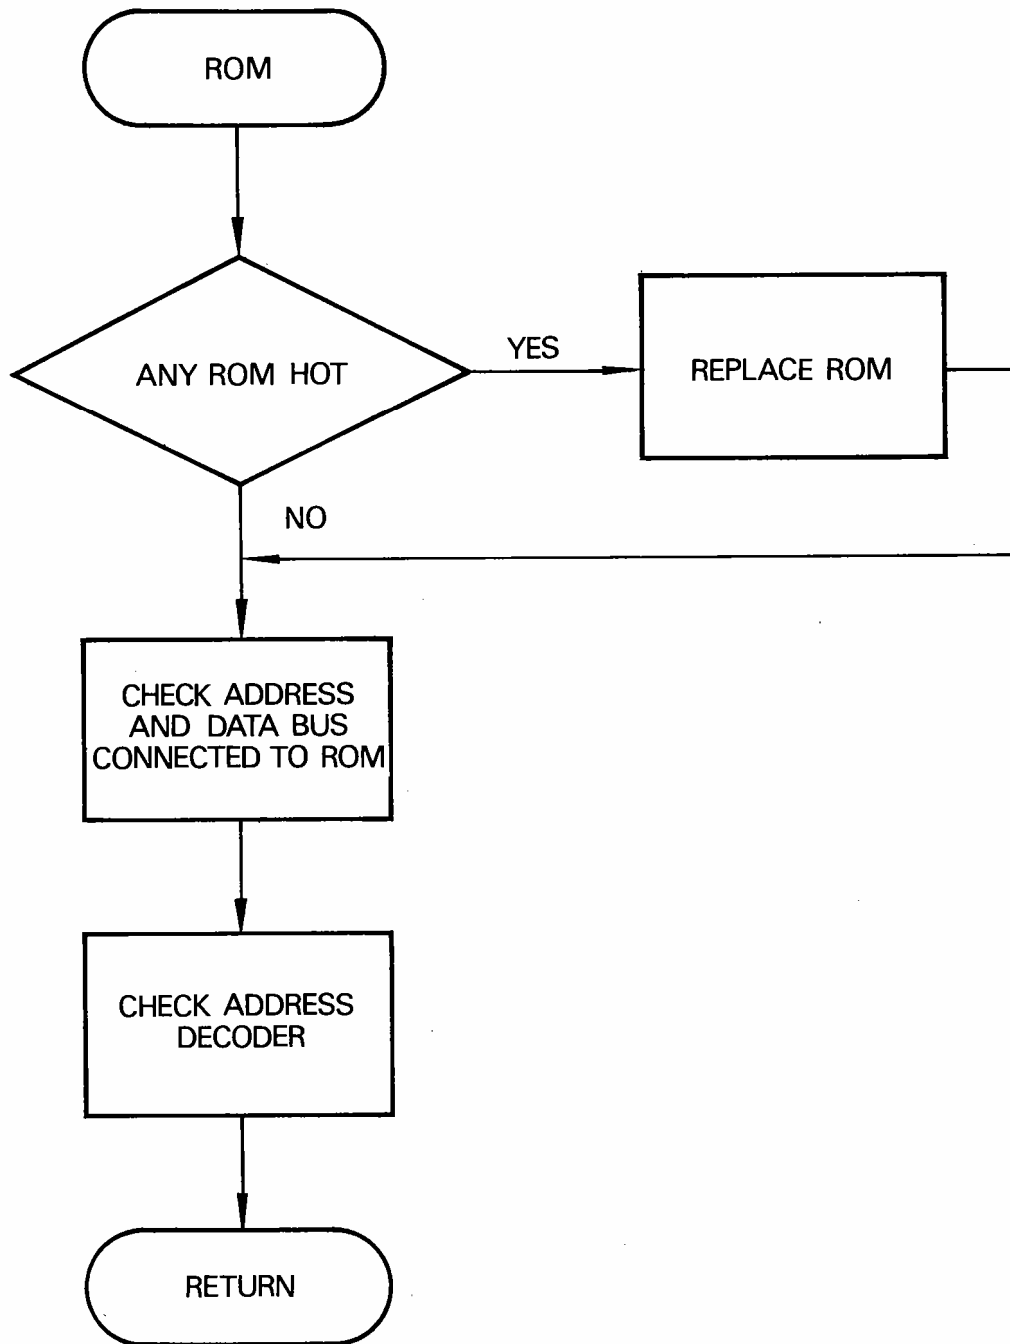 ROM
ANY ROM HOT
YES
REPLACE ROM
NO
CHECK ADDRESS
AND DATA BUS
CONNECTED TO ROM
CHECK ADDRESS
DECODER
RETURN